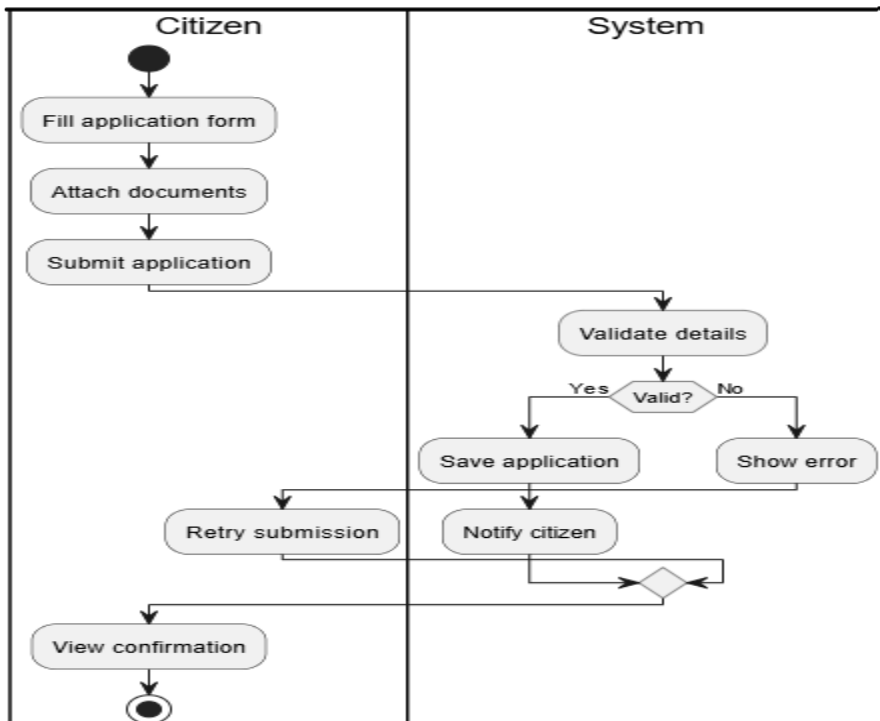 Citizen
System
Fill application form
Attach documents
Submit application
Validate details
Yes
Valid?
No
Save application
Show error
Retry submission
Notify citizen
View confirmation